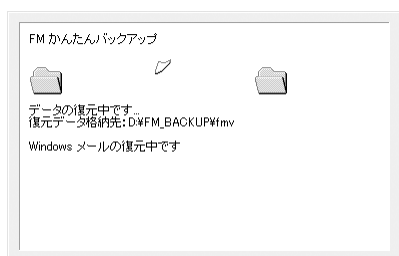 FM かんたんバックアップ
データの復元中です...
復元データ格納先:D:¥FM_BACKUP¥fmv
Windows メールの復元中です